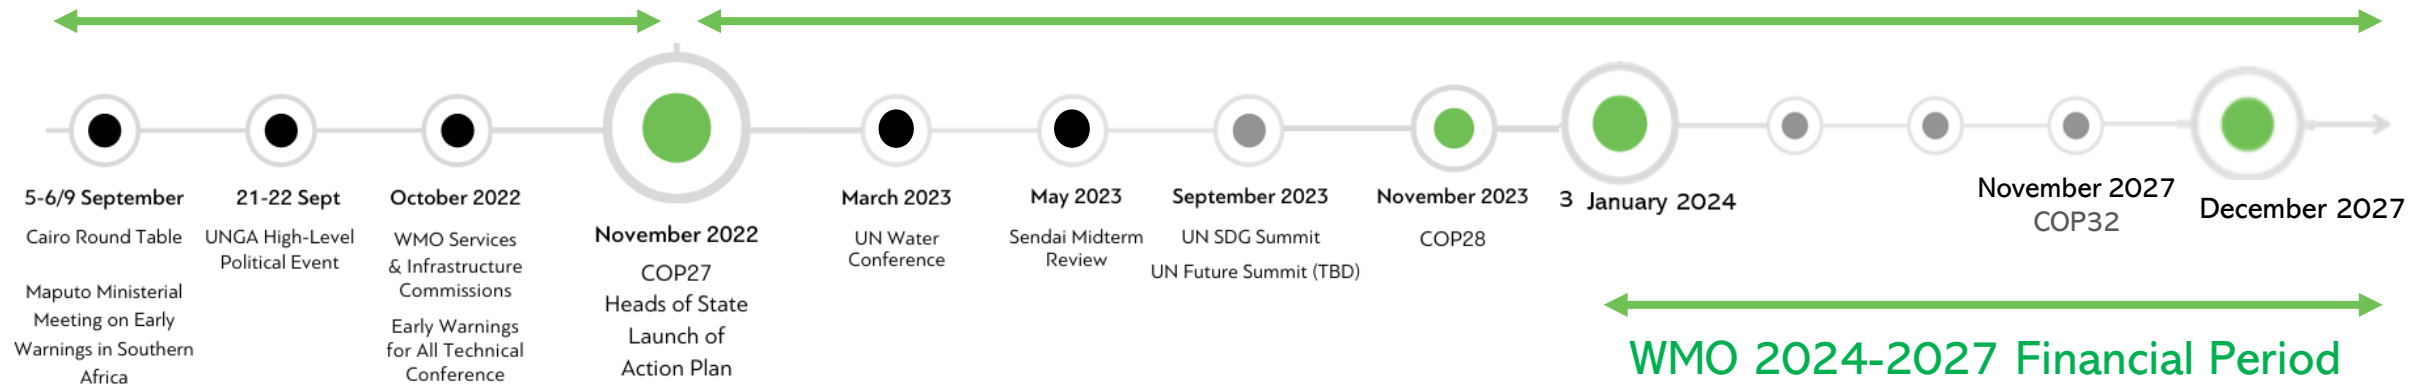 5-6/9 September
Cairo Round Table
Maputo Ministerial
Meeting on Early
Warnings in Southern
Africa
21-22 Sept
UNGA High-Level
Political Event
October 2022
WMO Services
& Infrastructure
Commissions
Early Warnings
for All Technical
Conference
November 2022
COP27
Heads of State
Launch of
Action Plan
March 2023
UN Water
Conference
May 2023
Sendai Midterm
Review
September 2023
UN SDG Summit
UN Future Summit (TBD)
November 2023
COP28
3 January 2024
November 2027
COP32
December 2027
WMO 2024-2027 Financial Period